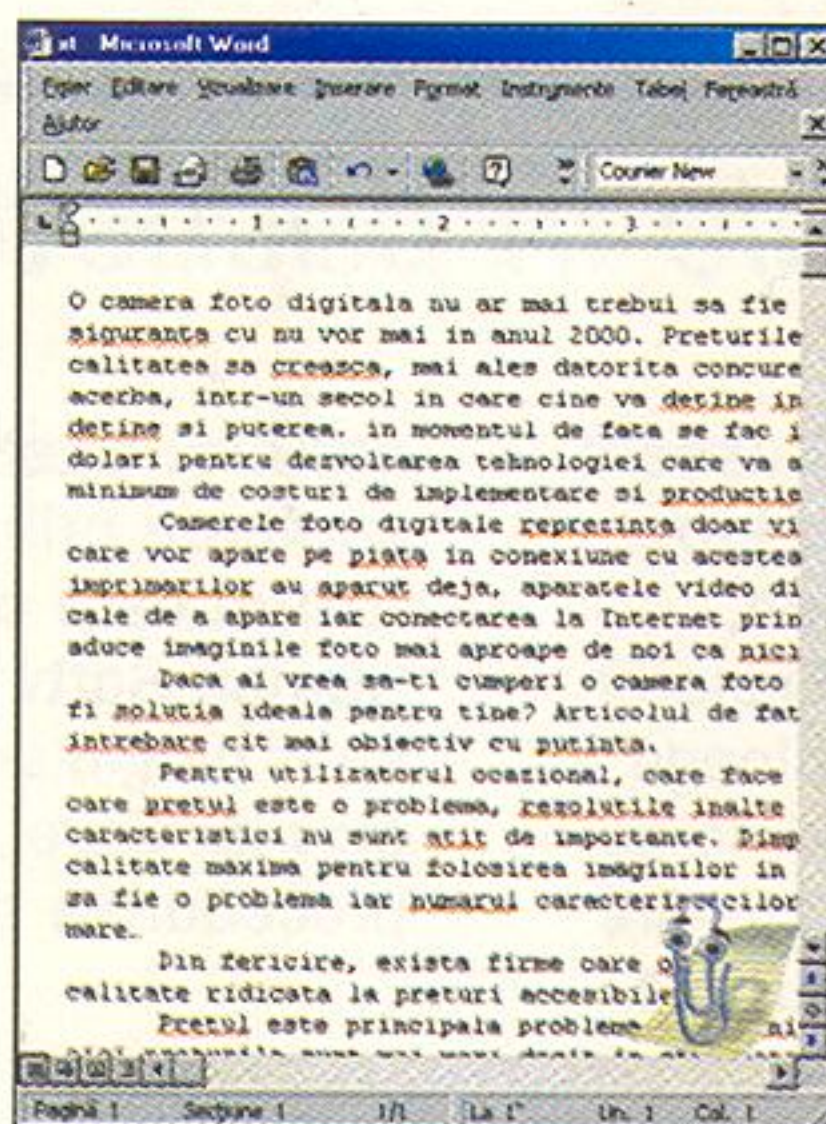 xt - Microsoft Word
Fișier Editare Vizualizare Inserare Format Instrumente Tabel Fereastră
Ajutor
Courier New
1 2 3
O camera foto digitala nu ar mai trebui sa fie
siguranta cu nu vor mai in anul 2000. Preturile
calitatea sa creasca, mai ales datorita concure
acerba, intr-un secol in care cine va detine in
detine si puterea. in momentul de fata se fac i
dolari pentru dezvoltarea tehnologiei care va a
minimum de costuri de implementare si productie
Camerele foto digitale reprezinta doar vi
care vor apare pe piata in conexiune cu acestea
imprimarilor au aparut deja, aparatele video di
cale de a apare iar conectarea la Internet prin
aduce imaginile foto mai aproape de noi ca nici
Daca ai vrea sa-ti cumperi o camera foto
fi solutia ideala pentru tine? Articolul de fat
intrebare cit mai obiectiv cu putinta.
Pentru utilizatorul ocazional, care face
care pretul este o problema, rezolutile inalte
caracteristici nu sunt atit de importante. Dimp
calitate maxima pentru folosirea imaginilor in
sa fie o problema iar numarul caracteristicilor
mare.
Din fericire, exista firme care o
calitate ridicata la preturi accesibile
Pretul este principala problema ni
Pagină 1 Secțiune 1 1/1 La 1" Ln. 1 Col. 1